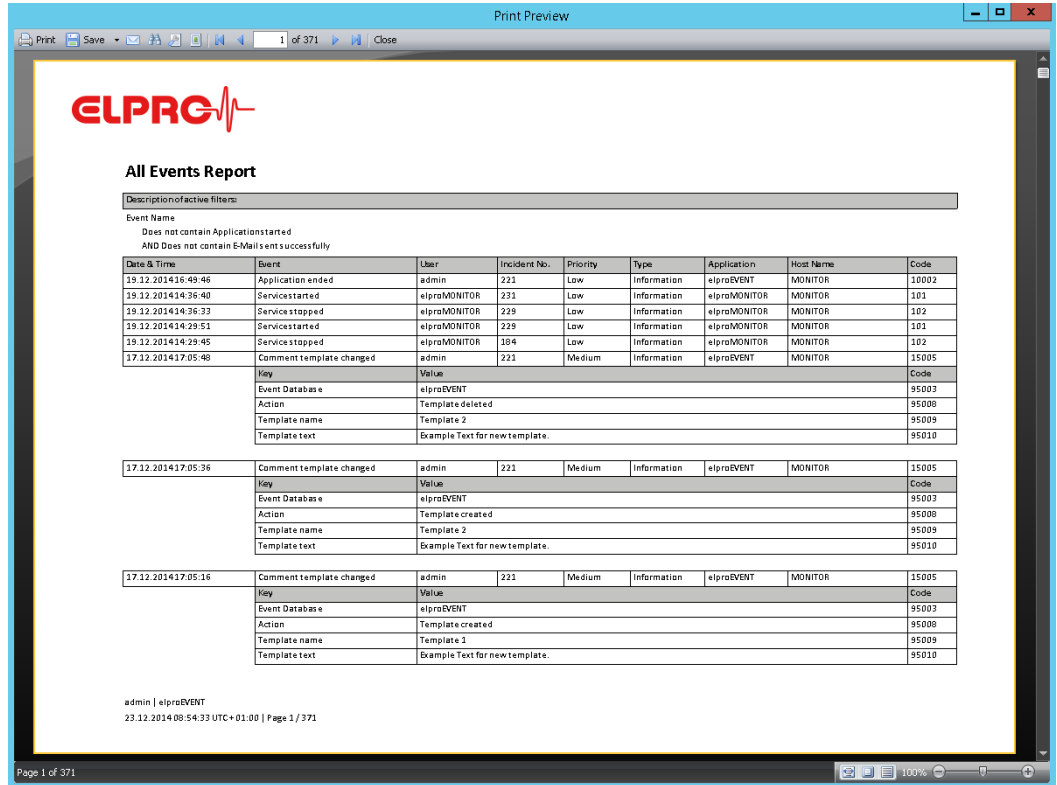 Print Preview
Print Save 1 of 371 Close
ELPRO
All Events Report
Description of active filters:
Event Name
Does not contain Application started
AND Does not contain E-Mail sent successfully
Date & Time Event User Incident No. Priority Type Application Host Name Code
19.12.2014 16:49:46 Application ended admin 221 Low Information elproEVENT MONITOR 10002
19.12.2014 14:36:40 Service started elproMONITOR 231 Low Information elproMONITOR MONITOR 101
19.12.2014 14:36:33 Service stopped elproMONITOR 229 Low Information elproMONITOR MONITOR 102
19.12.2014 14:29:51 Service started elproMONITOR 229 Low Information elproMONITOR MONITOR 101
19.12.2014 14:29:45 Service stopped elproMONITOR 184 Low Information elproMONITOR MONITOR 102
17.12.2014 17:05:48 Comment template changed admin 221 Medium Information elproEVENT MONITOR 15005
Key Value Code
Event Database elproEVENT 95003
Action Template deleted 95008
Template name Template 2 95009
Template text Example Text for new template. 95010
17.12.2014 17:05:36 Comment template changed admin 221 Medium Information elproEVENT MONITOR 15005
Key Value Code
Event Database elproEVENT 95003
Action Template created 95008
Template name Template 2 95009
Template text Example Text for new template. 95010
17.12.2014 17:05:16 Comment template changed admin 221 Medium Information elproEVENT MONITOR 15005
Key Value Code
Event Database elproEVENT 95003
Action Template created 95008
Template name Template 1 95009
Template text Example Text for new template. 95010
admin | elproEVENT
23.12.2014 08:54:33 UTC + 01:00 | Page 1 / 371
Page 1 of 371 100%